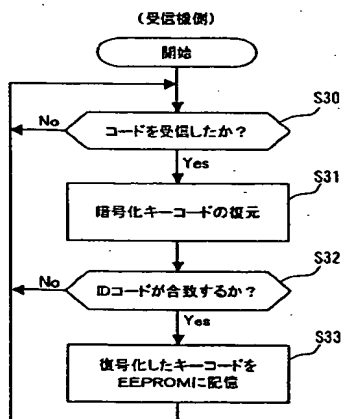 (受信機側)
開始
S30
コードを受信したか?
No
Yes
S31
暗号化キーコードの復元
S32
IDコードが合致するか?
No
Yes
S33
復号化したキーコードを
EEPROMに記憶